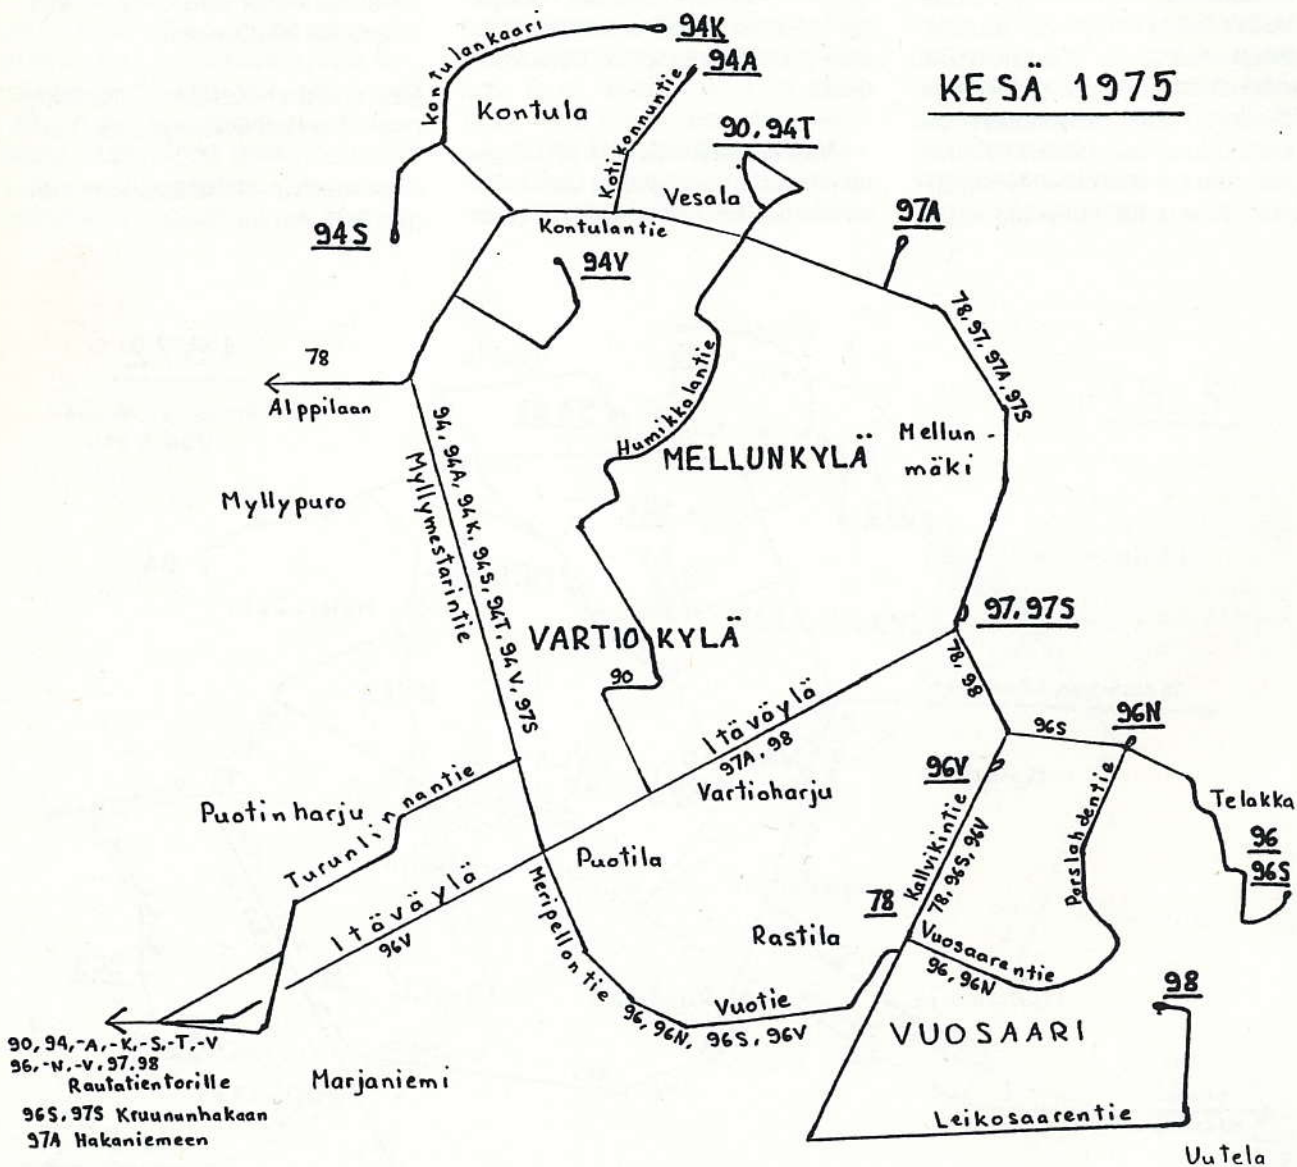 KESÄ 1975
94K
94A
Kontulankaari
Kontula
Kotikonnuntie
90, 94T
Vesala
97A
94S
Kontulantie
94V
78, 97, 97A, 97S
78
Alppilaan
Humikkalantie
Mellun-
mäki
MELLUNKYLÄ
94, 94A, 94K, 94S, 94T, 94V, 97S
Myllymestarintie
Myllypuro
97, 97S
VARTIOKYLÄ
78, 98
90
Itäväylä
97A, 98
96S
96N
96V
Vartioharju
Telakka
96
96S
Puotinharju
Turunlinnantie
Puotila
Kallvikintie
78, 96S, 96V
Porslahdentie
78
Itäväylä
96V
Meripellontie
Rastila
Vuosaarentie
96, 96N
98
Vuotie
96, 96N, 96S, 96V
VUOSAARI
90, 94, -A, -K, -S, -T, -V
96, -N, -V, 97, 98
Rautatientorille
Marjaniemi
96S, 97S Kruununhakaan
97A Hakaniemeen
Leikosaarentie
Uutela